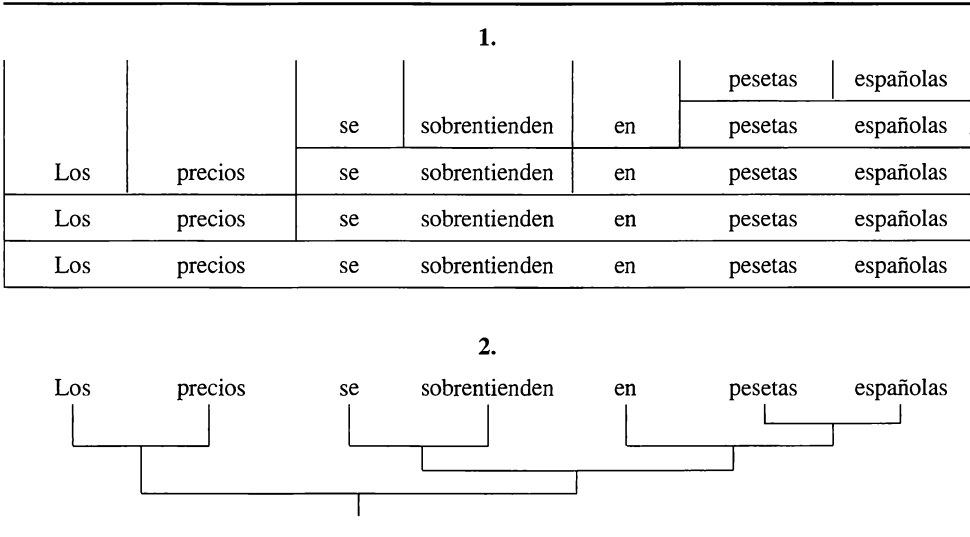 1.
pesetas españolas
se sobrentienden en pesetas españolas
Los precios se sobrentienden en pesetas españolas
Los precios se sobrentienden en pesetas españolas
Los precios se sobrentienden en pesetas españolas
2.
Los precios se sobrentienden en pesetas españolas